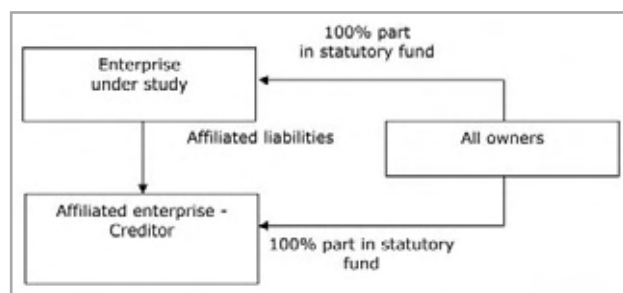 100% part
in statutory fund
Enterprise
under study
Affiliated liabilities
All owners
Affiliated enterprise -
Creditor
100% part in statutory
fund